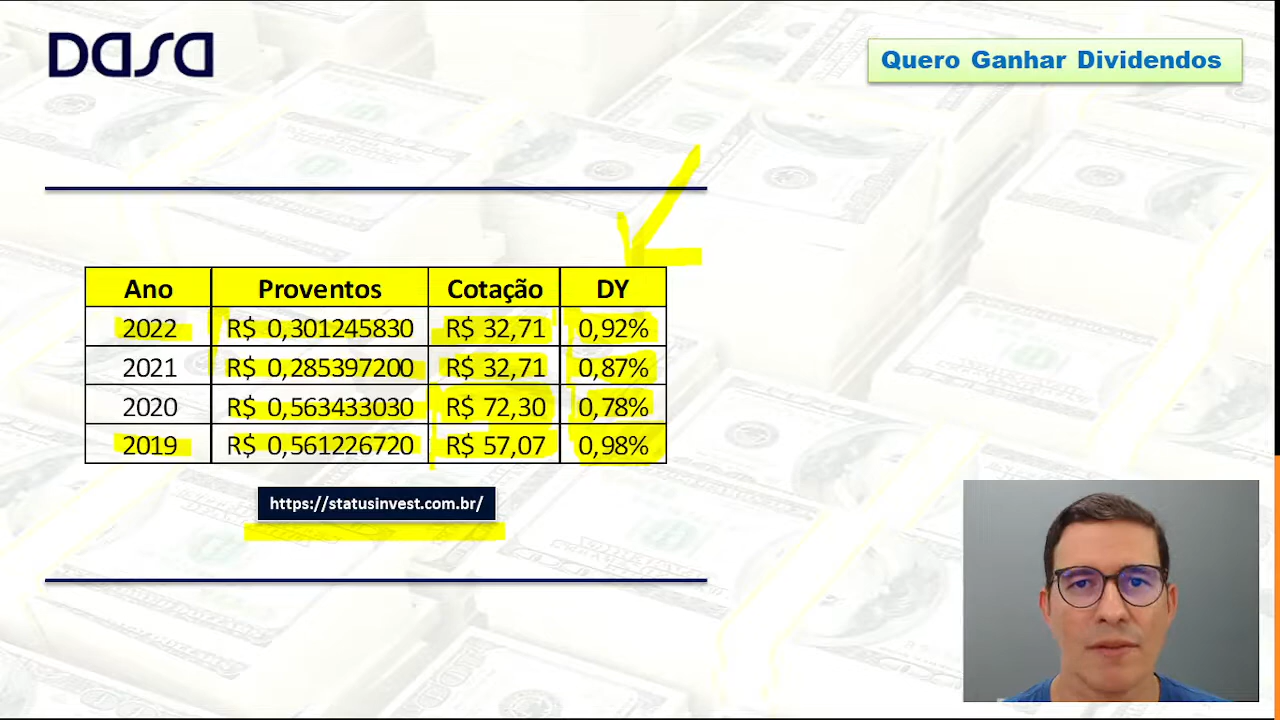 Dasa
Quero Ganhar Dividendos
Ano Proventos Cotação DY
2022 R$ 0,301245830 R$ 32,71 0,92%
2021 R$ 0,285397200 R$ 32,71 0,87%
2020 R$ 0,563433030 R$ 72,30 0,78%
2019 R$ 0,561226720 R$ 57,07 0,98%
https://statusinvest.com.br/